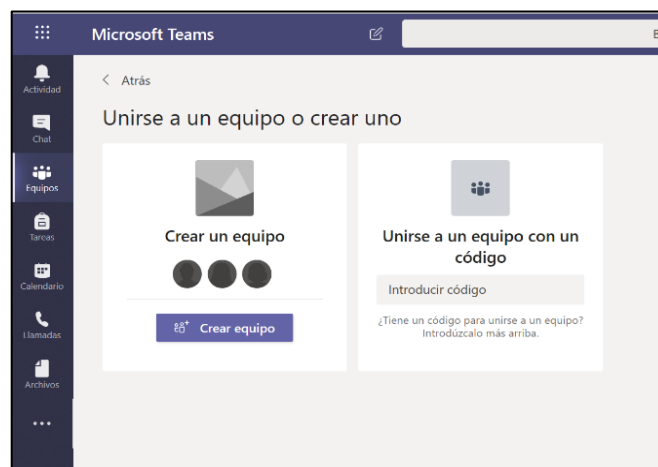 Microsoft Teams
B
Actividad
Chat
Equipos
Tareas
Calendario
Llamadas
Archivos
Atrás
Unirse a un equipo o crear uno
Crear un equipo
Crear equipo
Unirse a un equipo con un
código
Introducir código
¿Tiene un código para unirse a un equipo?
Introdúzcalo más arriba.